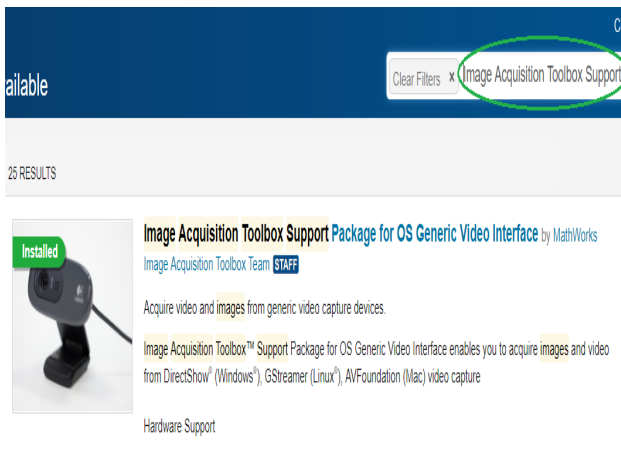 C
ailable
Clear Filters × Image Acquisition Toolbox Support
25 RESULTS
Installed
Image Acquisition Toolbox Support Package for OS Generic Video Interface by MathWorks
Image Acquisition Toolbox Team STAFF
Acquire video and images from generic video capture devices.
Image Acquisition Toolbox™ Support Package for OS Generic Video Interface enables you to acquire images and video
from DirectShow® (Windows®), GStreamer (Linux®), AVFoundation (Mac) video capture
Hardware Support